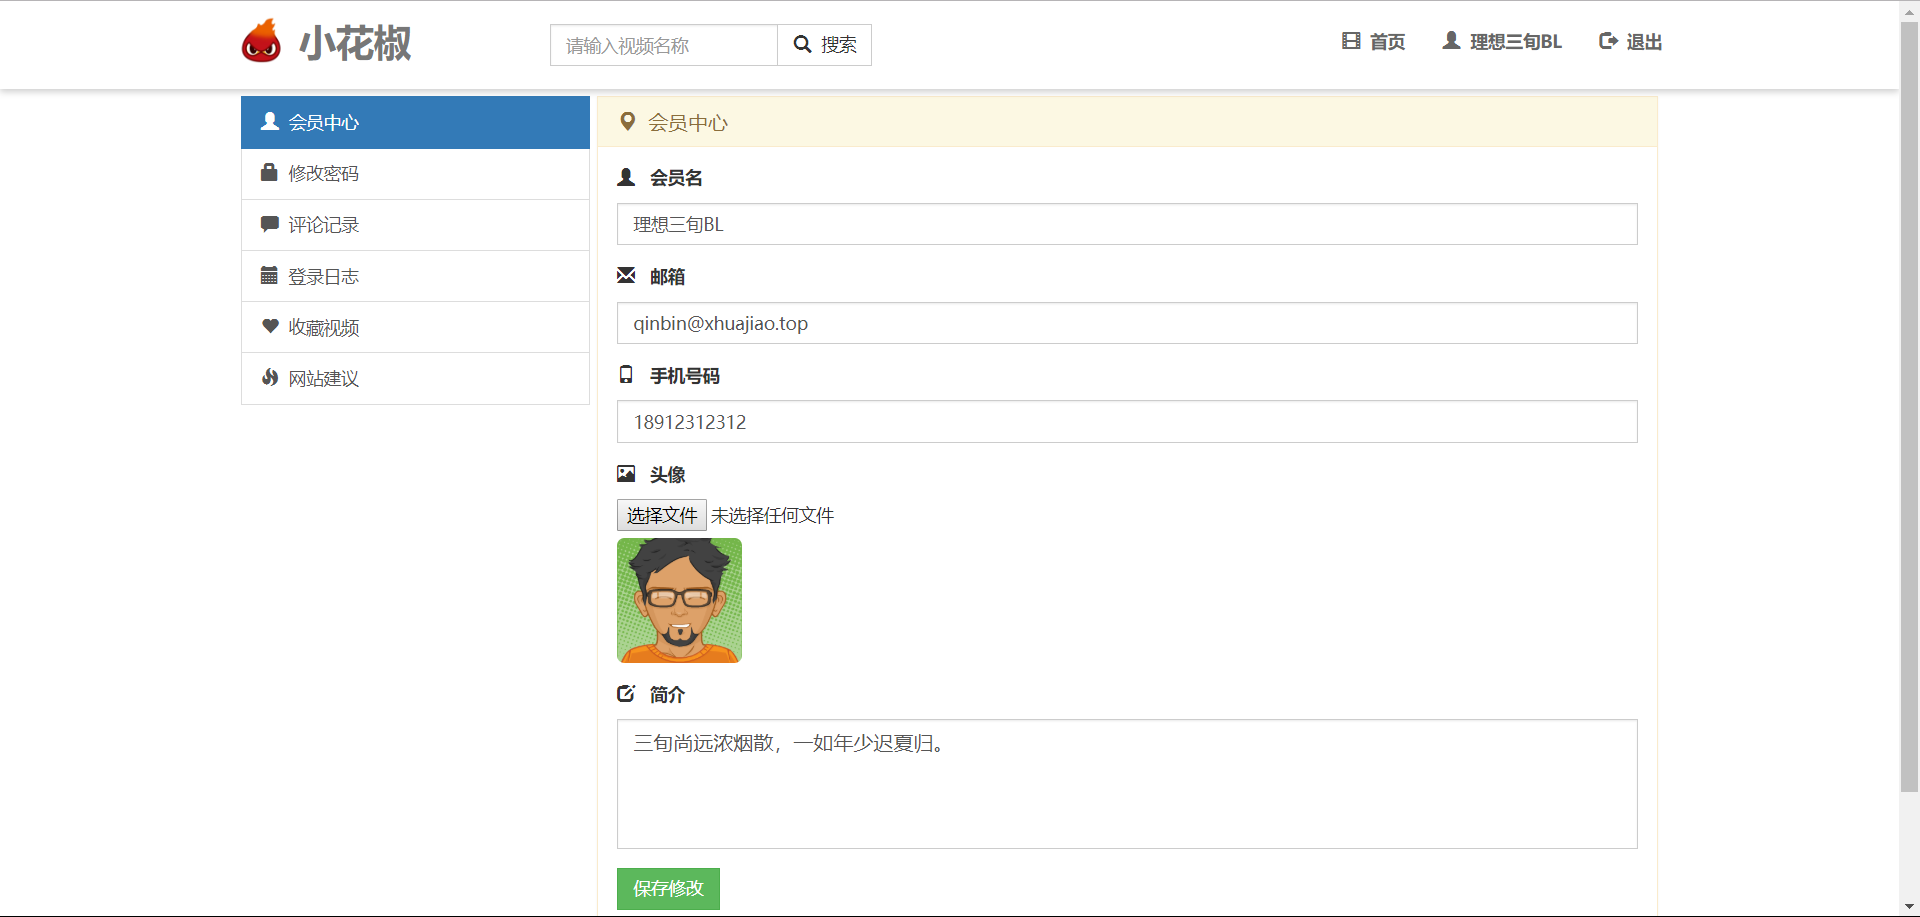 小花椒
请输入视频名称
搜索
首页
理想三旬BL
退出
会员中心
修改密码
评论记录
登录日志
收藏视频
网站建议
会员中心
会员名
理想三旬BL
邮箱
qinbin@xhuajiao.top
手机号码
18912312312
头像
选择文件 未选择任何文件
简介
三旬尚远浓烟散，一如年少迟夏归。
保存修改